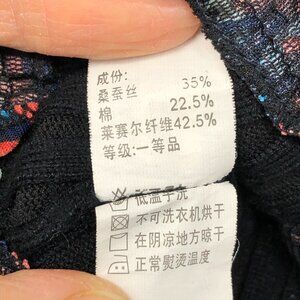 成份:
桑蚕丝 35%
棉 22.5%
莱赛尔纤维42.5%
等级:一等品
低温手洗
不可洗衣机烘干
在阴凉地方晾干
正常熨烫温度